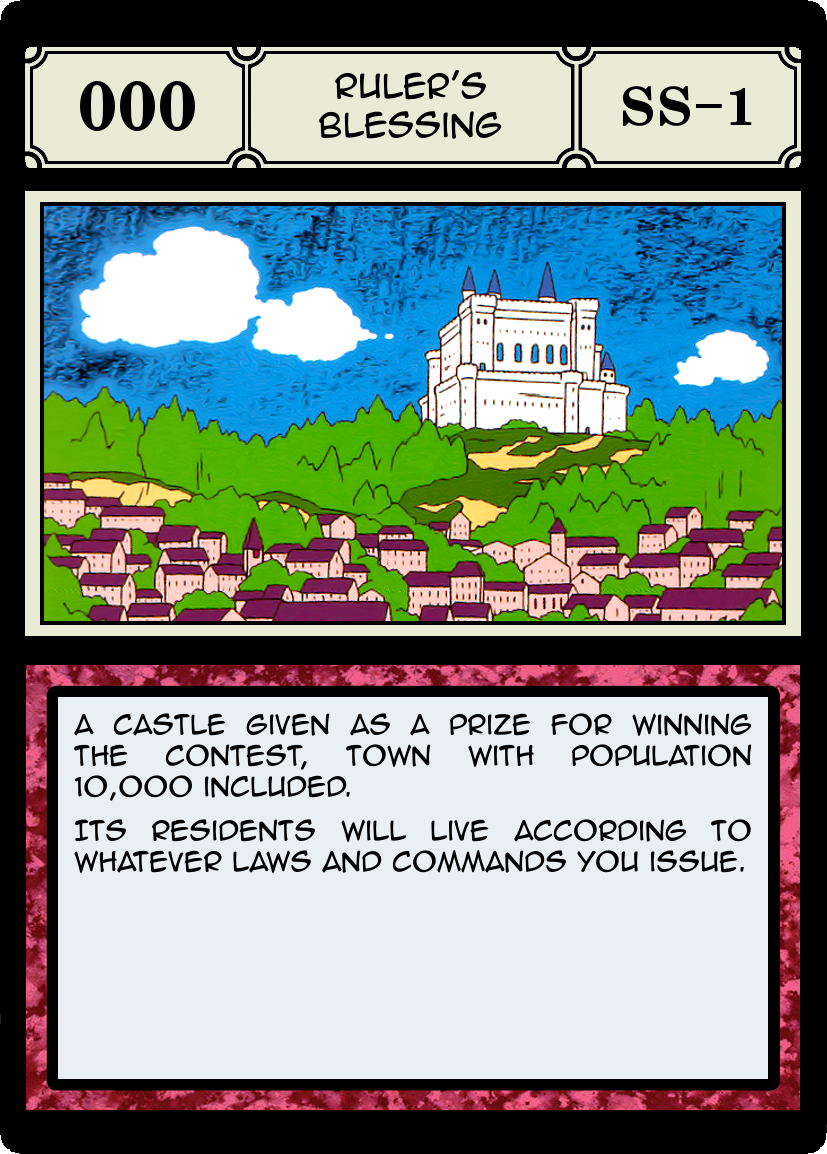 000
RULER'S
BLESSING
SS-1
A CASTLE GIVEN AS A PRIZE FOR WINNING
THE CONTEST, TOWN WITH POPULATION
10,000 INCLUDED.
ITS RESIDENTS WILL LIVE ACCORDING TO
WHATEVER LAWS AND COMMANDS YOU ISSUE.